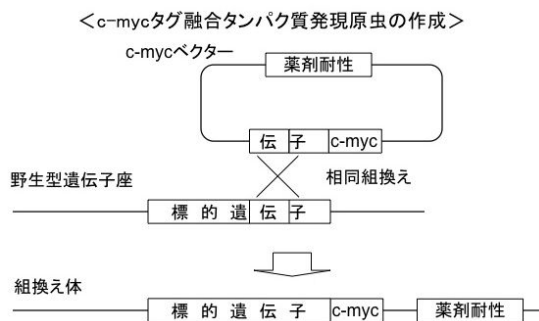 ＜c-mycタグ融合タンパク質発現原虫の作成＞
c-mycベクター
薬剤耐性
伝 子 c-myc
野生型遺伝子座
相同組換え
標 的 遺 伝 子
組換え体
標 的 遺 伝 子 c-myc 薬剤耐性